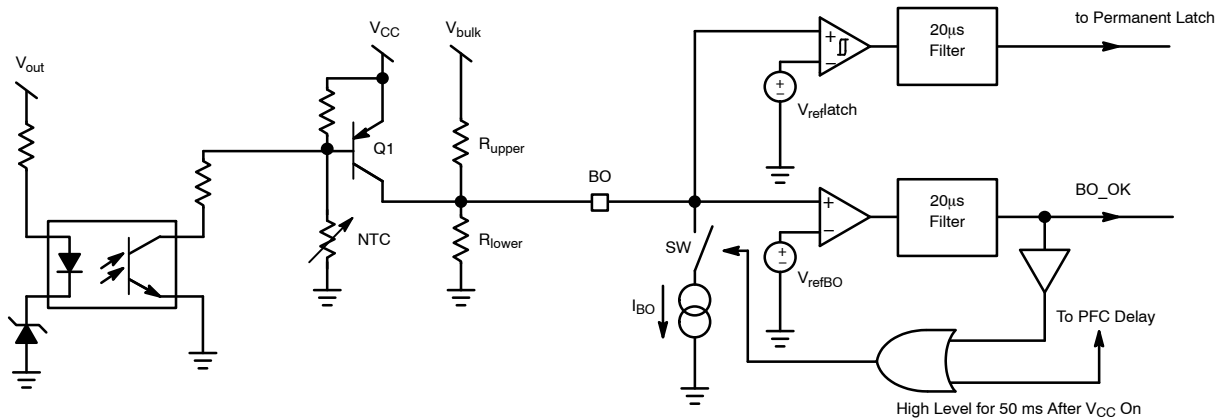 to Permanent Latch
20μs
Filter
VCC
Vbulk
Vout
+
−
+
−
Vreflatch
Q1
Rupper
BO
20μs
Filter
BO_OK
+
−
NTC
Rlower
SW
+
−
VrefBO
IBO
To PFC Delay
High Level for 50 ms After VCC On